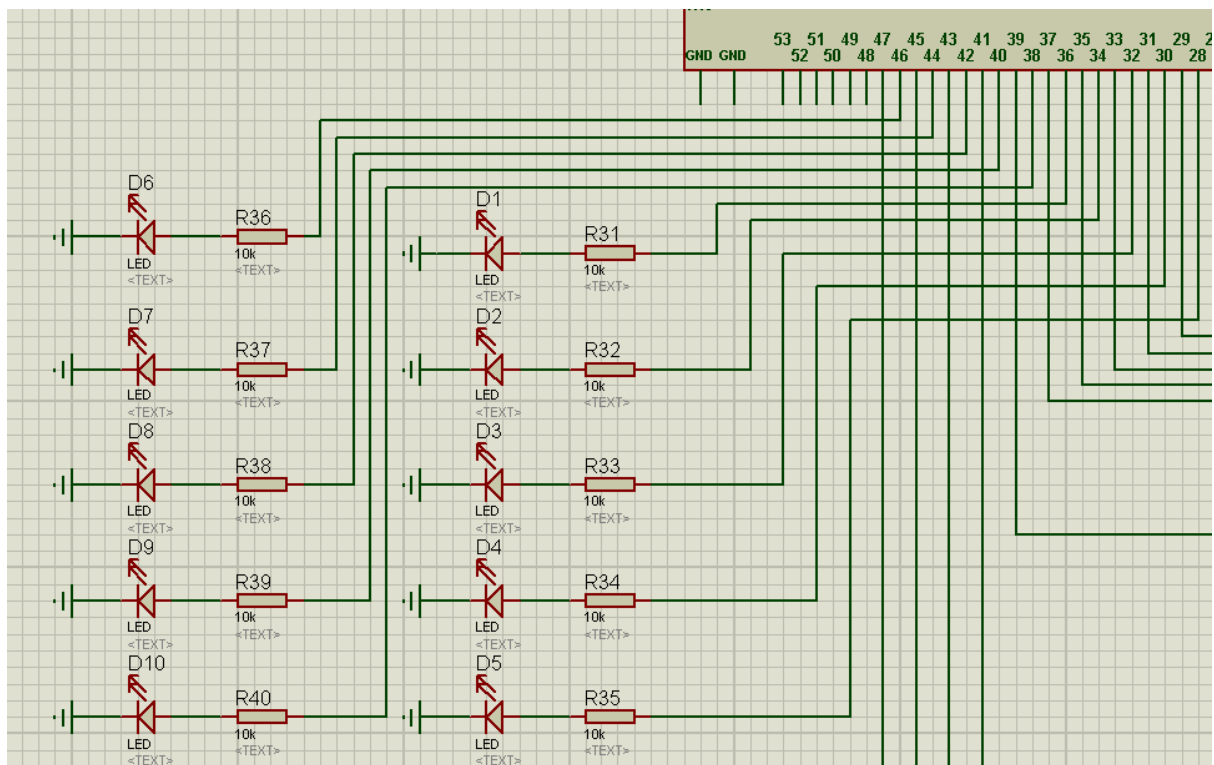 53 51 49 47 45 43 41 39 37 35 33 31 29
GND GND 52 50 48 46 44 42 40 38 36 34 32 30 28
D6
R36
10k
LED
<TEXT>
<TEXT>
D1
R31
10k
LED
<TEXT>
<TEXT>
D7
R37
10k
LED
<TEXT>
<TEXT>
D2
R32
10k
LED
<TEXT>
<TEXT>
D8
R38
10k
LED
<TEXT>
<TEXT>
D3
R33
10k
LED
<TEXT>
<TEXT>
D9
R39
10k
LED
<TEXT>
<TEXT>
D4
R34
10k
LED
<TEXT>
<TEXT>
D10
R40
10k
LED
<TEXT>
<TEXT>
D5
R35
10k
LED
<TEXT>
<TEXT>